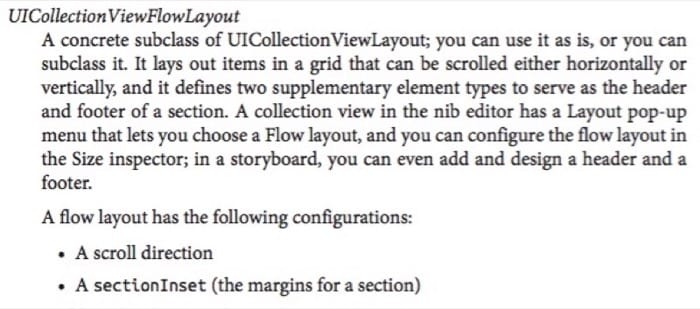 UICollectionViewFlowLayout
A concrete subclass of UICollectionViewLayout; you can use it as is, or you can
subclass it. It lays out items in a grid that can be scrolled either horizontally or
vertically, and it defines two supplementary element types to serve as the header
and footer of a section. A collection view in the nib editor has a Layout pop-up
menu that lets you choose a Flow layout, and you can configure the flow layout in
the Size inspector; in a storyboard, you can even add and design a header and a
footer.
A flow layout has the following configurations:
• A scroll direction
• A sectionInset (the margins for a section)